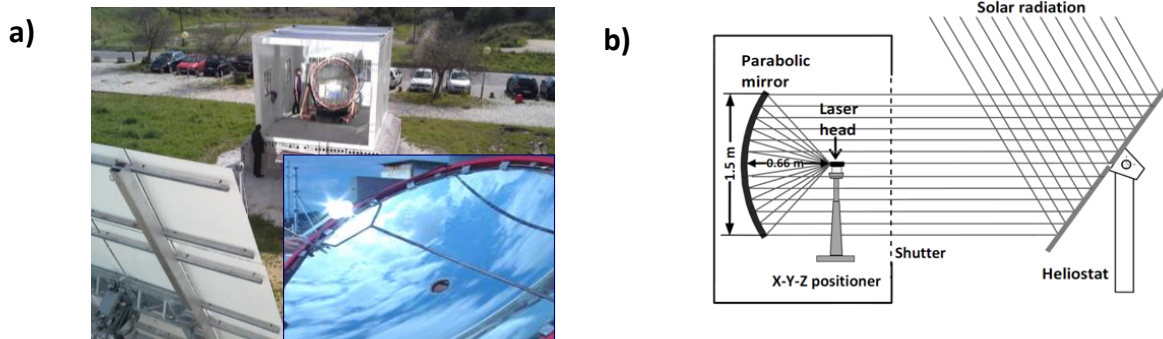 a)
b)
Solar radiation
Parabolic
mirror
Laser
head
0.66 m
1.5 m
Shutter
X-Y-Z positioner
Heliostat